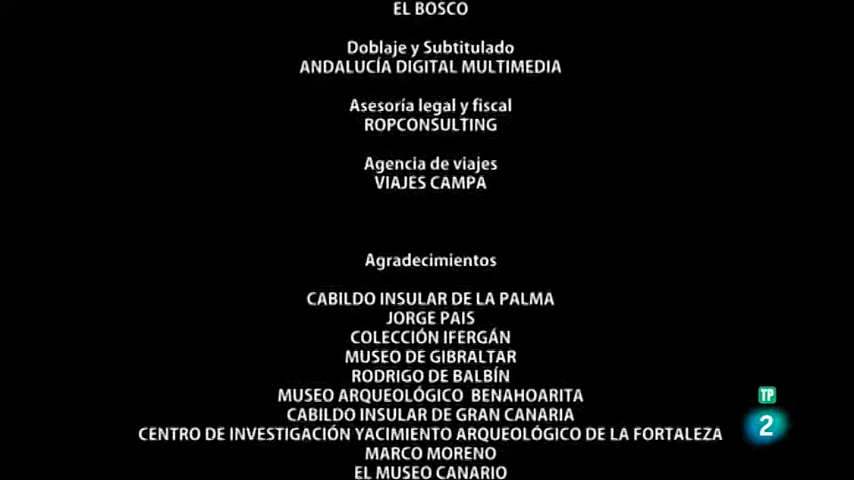 EL BOSCO
Doblaje y Subtitulado
ANDALUCÍA DIGITAL MULTIMEDIA
Asesoría legal y fiscal
ROPCONSULTING
Agencia de viajes
VIAJES CAMPA
Agradecimientos
CABILDO INSULAR DE LA PALMA
JORGE PAIS
COLECCIÓN IFERGÁN
MUSEO DE GIBRALTAR
RODRIGO DE BALBÍN
MUSEO ARQUEOLÓGICO BENAHOARITA
CABILDO INSULAR DE GRAN CANARIA
CENTRO DE INVESTIGACIÓN YACIMIENTO ARQUEOLÓGICO DE LA FORTALEZA
MARCO MORENO
EL MUSEO CANARIO
TP
2